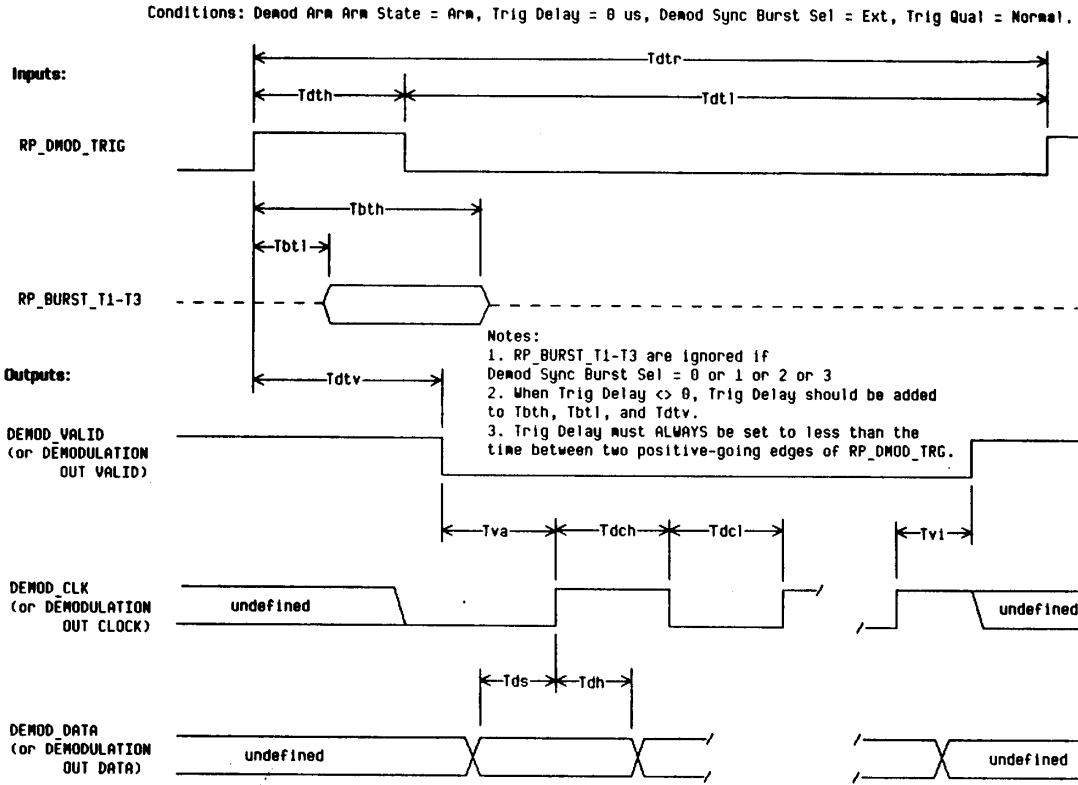 Conditions: Demod Arm Arm State = Arm, Trig Delay = 0 us, Demod Sync Burst Sel = Ext, Trig Qual = Normal.
Tdtr
Inputs:
Tdth
Tdtl
RP_DMOD_TRIG
Tbth
Tbtl
RP_BURST_T1-T3
Notes:
1. RP_BURST_T1-T3 are ignored if
Demod Sync Burst Sel = 0 or 1 or 2 or 3
2. When Trig Delay <> 0, Trig Delay should be added
to Tbth, Tbtl, and Tdtv.
3. Trig Delay must ALWAYS be set to less than the
time between two positive-going edges of RP_DMOD_TRG.
Outputs:
Tdtv
DEMOD_VALID
(or DEMODULATION
OUT VALID)
Tva
Tdch
Tdcl
Tvi
DEMOD_CLK
(or DEMODULATION
OUT CLOCK)
undefined
undefined
Tds
Tdh
DEMOD_DATA
(or DEMODULATION
OUT DATA)
undefined
undefined